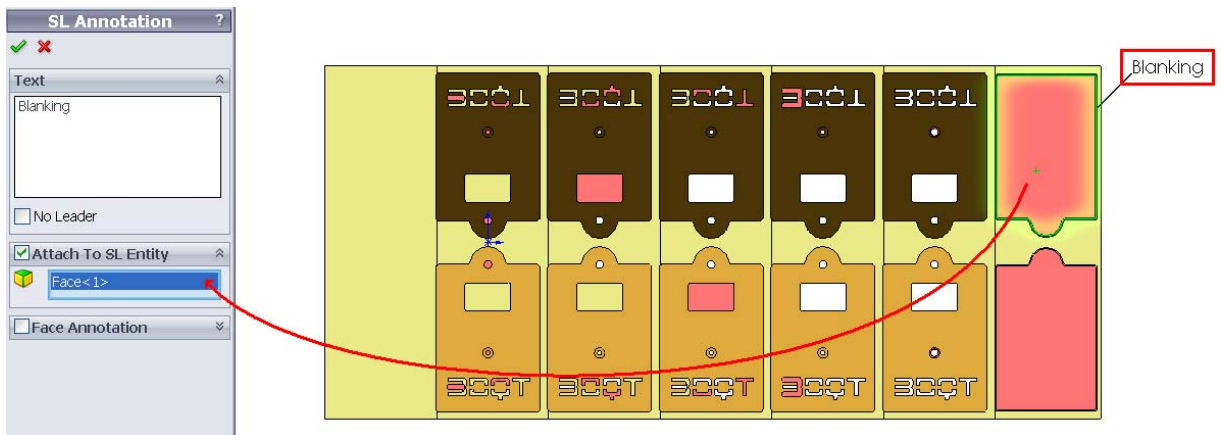 SL Annotation ?
Text
Blanking
No Leader
Attach To SL Entity
Face<1>
Face Annotation
Blanking